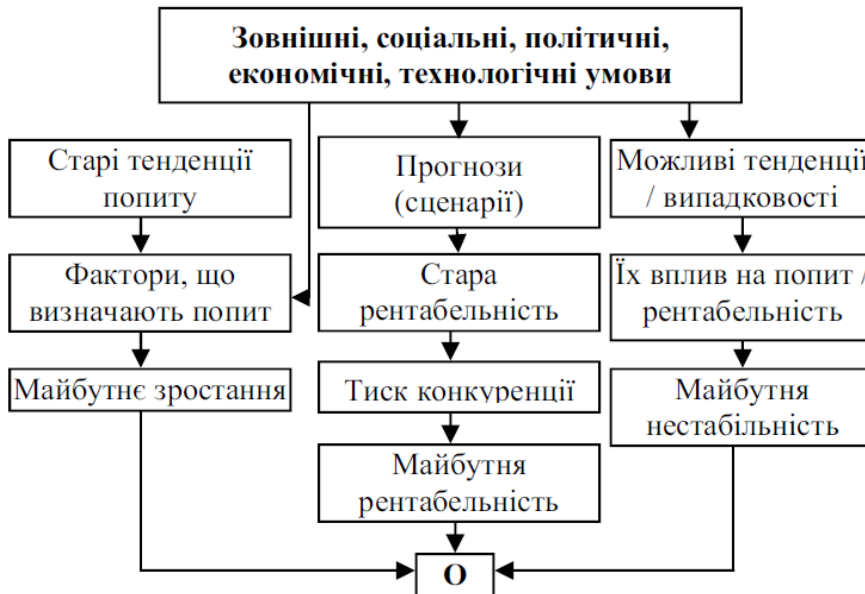 Зовнішні, соціальні, політичні,
економічні, технологічні умови
Старі тенденції
попиту
Фактори, що
визначають попит
Майбутнє зростання
Прогнози
(сценарії)
Стара
рентабельність
Тиск конкуренції
Майбутня
рентабельність
Можливі тенденції
/ випадковості
Їх вплив на попит /
рентабельність
Майбутня
нестабільність
О